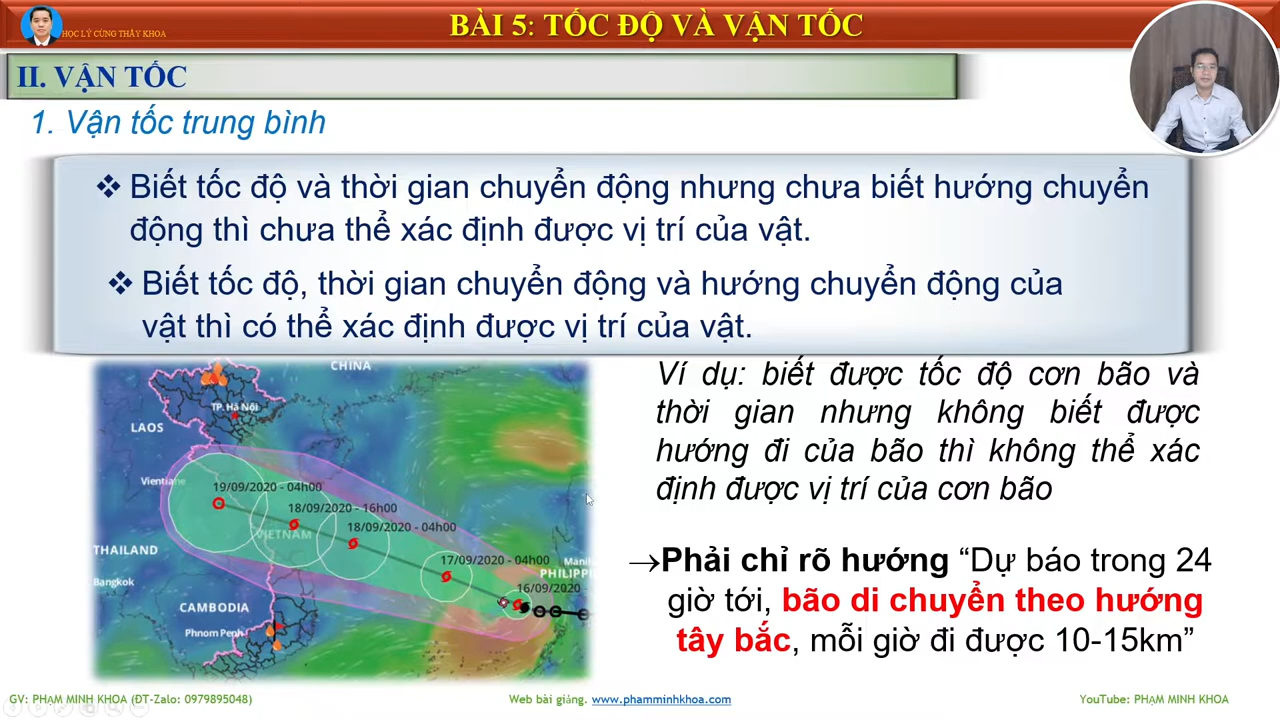 HỌC LÝ CÙNG THẦY KHOA
BÀI 5: TỐC ĐỘ VÀ VẬN TỐC
II. VẬN TỐC
1. Vận tốc trung bình
❖ Biết tốc độ và thời gian chuyển động nhưng chưa biết hướng chuyển
động thì chưa thể xác định được vị trí của vật.
❖ Biết tốc độ, thời gian chuyển động và hướng chuyển động của
vật thì có thể xác định được vị trí của vật.
CHINA
TP. Hà Nội
LAOS
Vientiane
19/09/2020 - 04h00
18/09/2020 - 16h00
18/09/2020 - 04h00
VIETNAM
17/09/2020 - 04h00
THAILAND
PHILIPPI
Bangkok
16/09/2020 -
CAMBODIA
Phnom Penh
Ví dụ: biết được tốc độ cơn bão và
thời gian nhưng không biết được
hướng đi của bão thì không thể xác
định được vị trí của cơn bão
→Phải chỉ rõ hướng “Dự báo trong 24
giờ tới, bão di chuyển theo hướng
tây bắc, mỗi giờ đi được 10-15km”
GV: PHẠM MINH KHOA (ĐT-Zalo: 0979895048)
Web bài giảng. www.phamminhkhoa.com
YouTube: PHẠM MINH KHOA